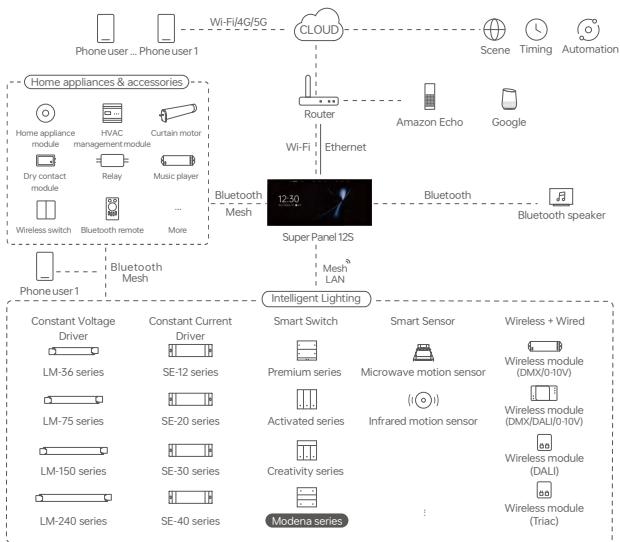 Wi-Fi/4G/5G
CLOUD
Phone user ... Phone user 1
Scene Timing Automation
Home appliances & accessories
Home appliance module
HVAC management module
Curtain motor
Dry contact module
Relay
Music player
Wireless switch
Bluetooth remote
...
More
Router
Amazon Echo
Google
Wi-Fi
Ethernet
Bluetooth
Mesh
12:30
Super Panel 12S
Bluetooth
Bluetooth speaker
Phone user 1
Bluetooth
Mesh
Mesh
LAN
Intelligent Lighting
Constant Voltage Driver
Constant Current Driver
Smart Switch
Smart Sensor
Wireless + Wired
LM-36 series
SE-12 series
Premium series
Microwave motion sensor
Wireless module
(DMX/0-10V)
LM-75 series
SE-20 series
Activated series
Infrared motion sensor
Wireless module
(DMX/DALI/0-10V)
LM-150 series
SE-30 series
Creativity series
Wireless module
(DALI)
LM-240 series
SE-40 series
Modena series
Wireless module
(Triac)